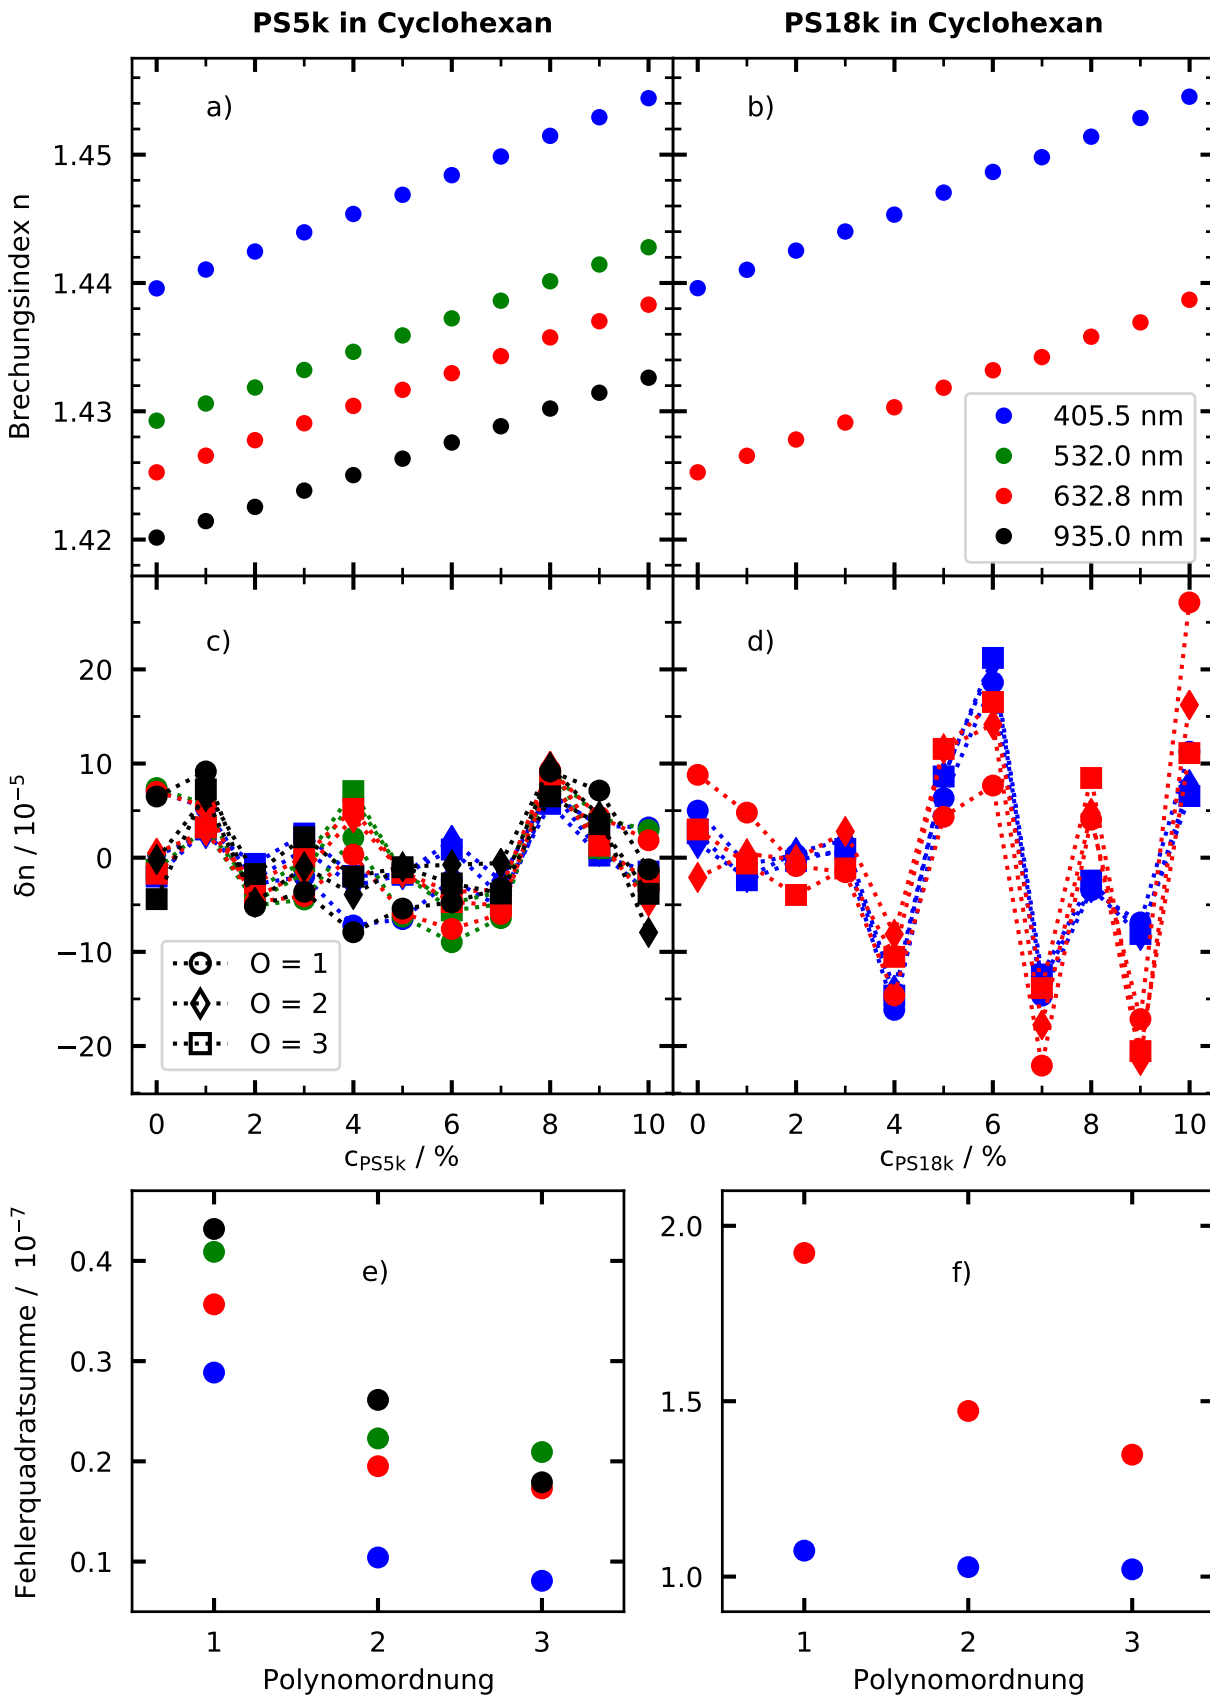 PS5k in Cyclohexan
PS18k in Cyclohexan
a)
b)
Brechungsindex n
1.45
1.44
1.43
1.42
405.5 nm
532.0 nm
632.8 nm
935.0 nm
c)
d)
δn / 10⁻⁵
20
10
0
−10
−20
O = 1
O = 2
O = 3
0 2 4 6 8 10
0 2 4 6 8 10
c_PS5k / %
c_PS18k / %
e)
f)
Fehlerquadratsumme / 10⁻⁷
0.4
0.3
0.2
0.1
2.0
1.5
1.0
1 2 3
1 2 3
Polynomordnung
Polynomordnung